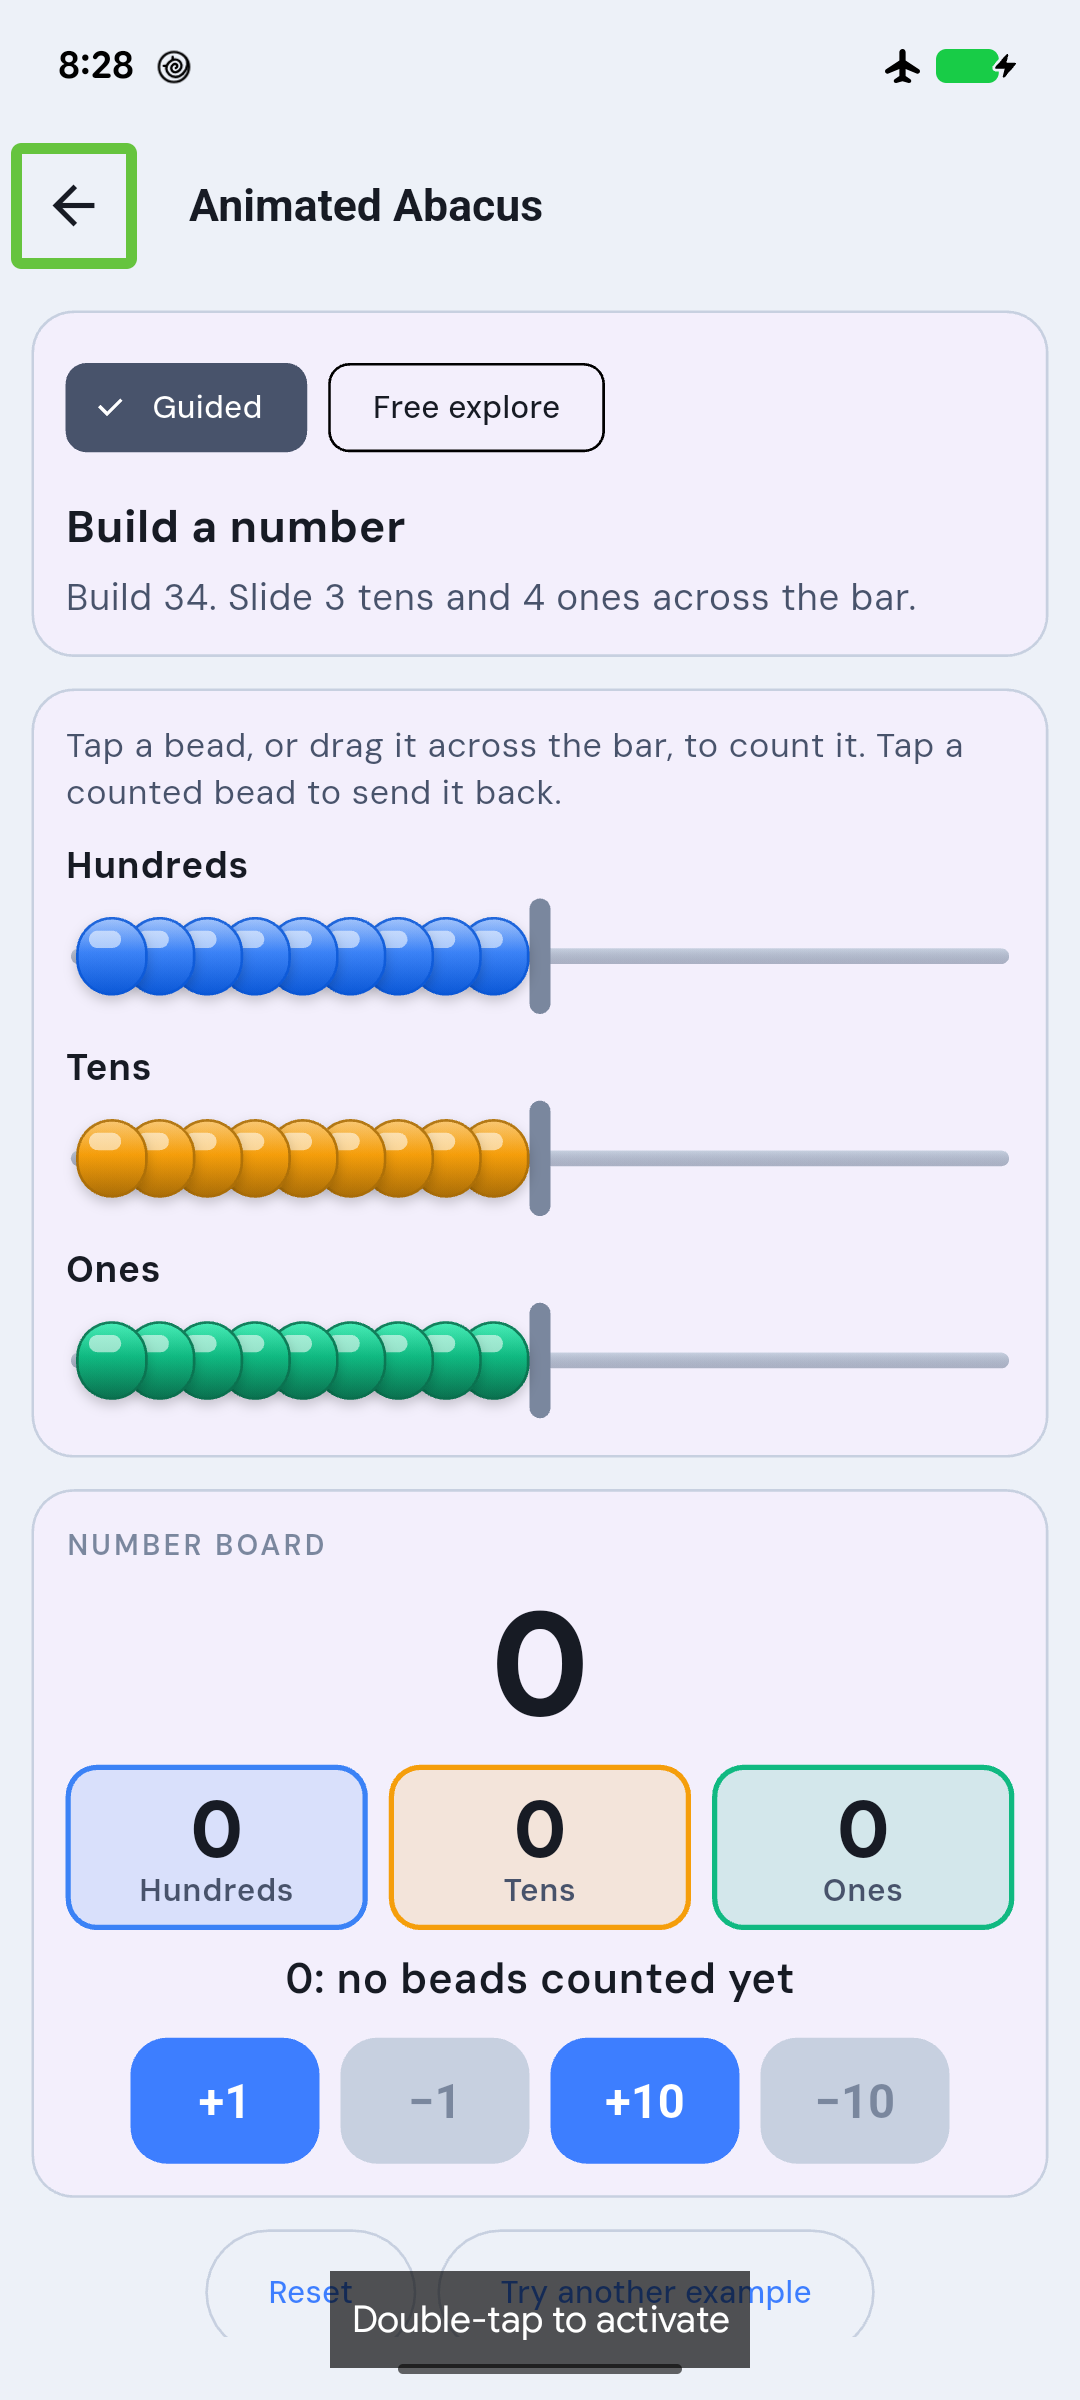 8:28
Animated Abacus
Guided
Free explore
Build a number
Build 34. Slide 3 tens and 4 ones across the bar.
Tap a bead, or drag it across the bar, to count it. Tap a
counted bead to send it back.
Hundreds
Tens
Ones
NUMBER BOARD
0
0
Hundreds
0
Tens
0
Ones
0: no beads counted yet
+1
−1
+10
−10
Reset
Try another example
Double-tap to activate